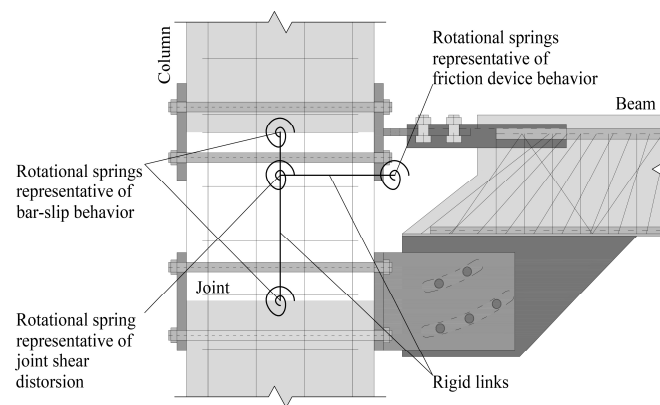 Column
Rotational springs
representative of
friction device behavior
Beam
Rotational springs
representative of
bar-slip behavior
Joint
Rotational spring
representative of
joint shear
distorsion
Rigid links